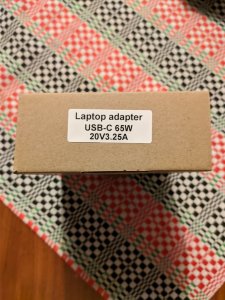 Laptop adapter
USB-C 65W
20V3.25A